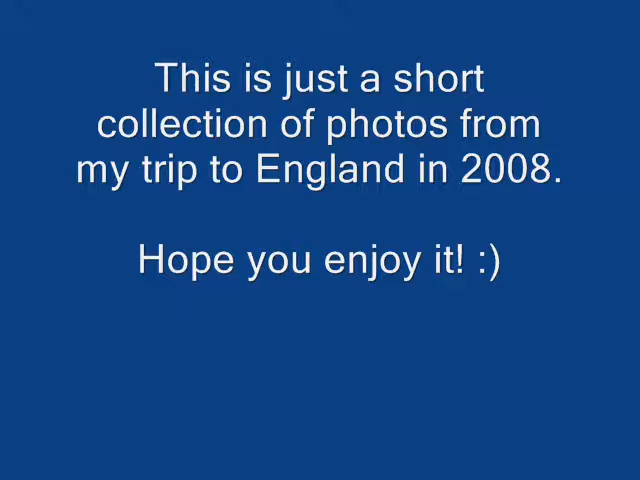 This is just a short
collection of photos from
my trip to England in 2008.
Hope you enjoy it! :)